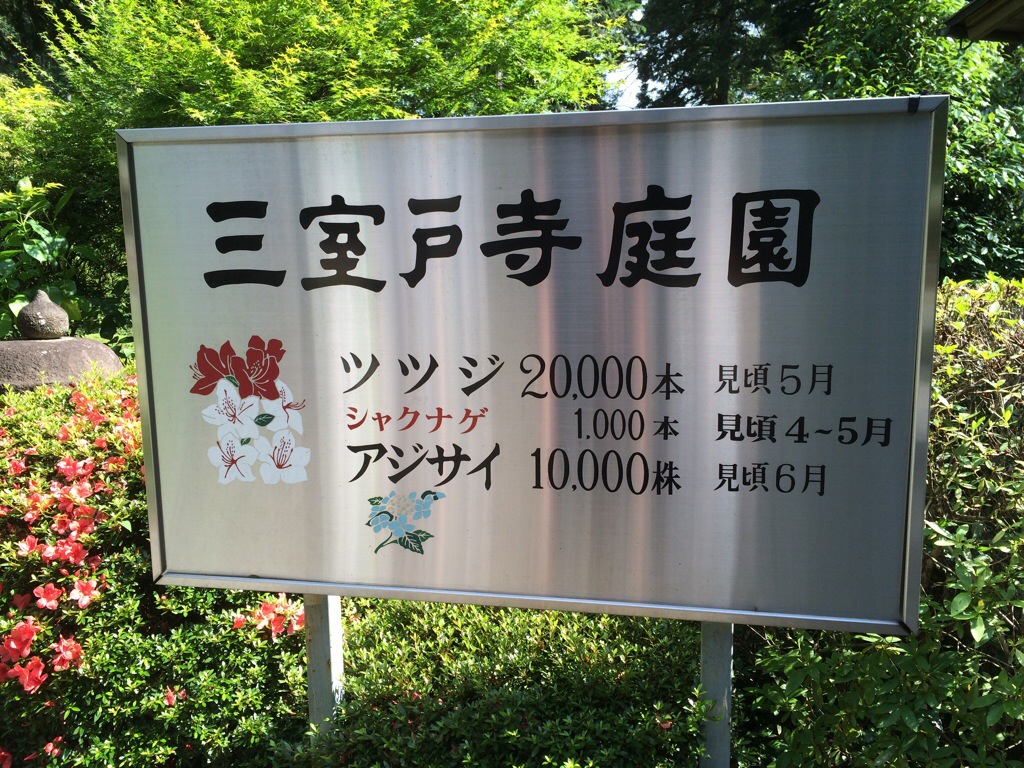 三室戸寺庭園
ツツジ 20,000本 見頃5月
シャクナゲ 1.000本 見頃4~5月
アジサイ 10,000株 見頃6月